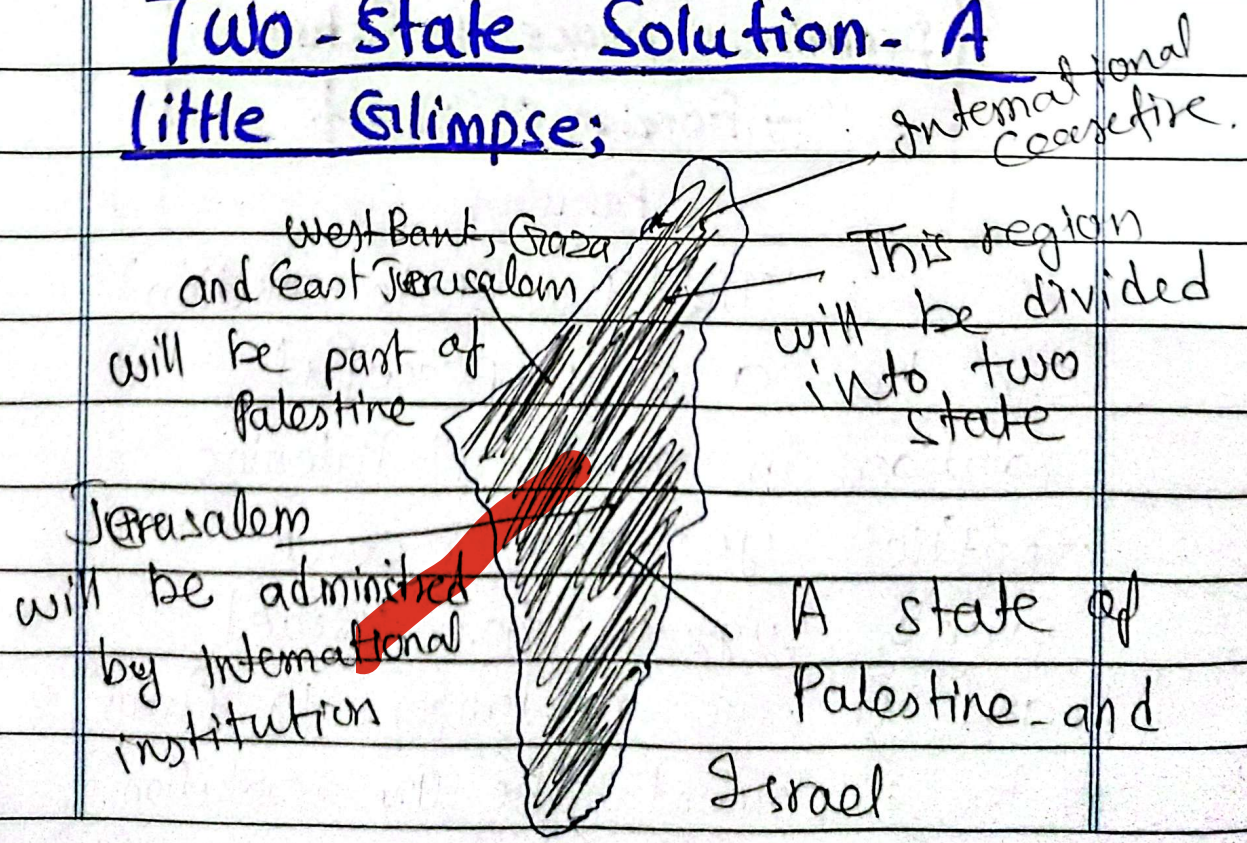 Two-State Solution- A
little Glimpse;
International
Ceasefire.
West Bank, Gaza
and East Jerusalem
will be part of
Palestine
This region
will be divided
into two
state
Jerusalem
will be adminstred
by International
institution
A state of
Palestine and
Israel